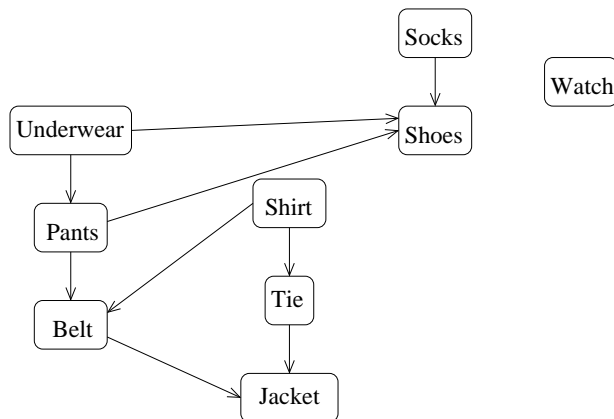 Socks
Watch
Underwear
Shoes
Shirt
Pants
Tie
Belt
Jacket